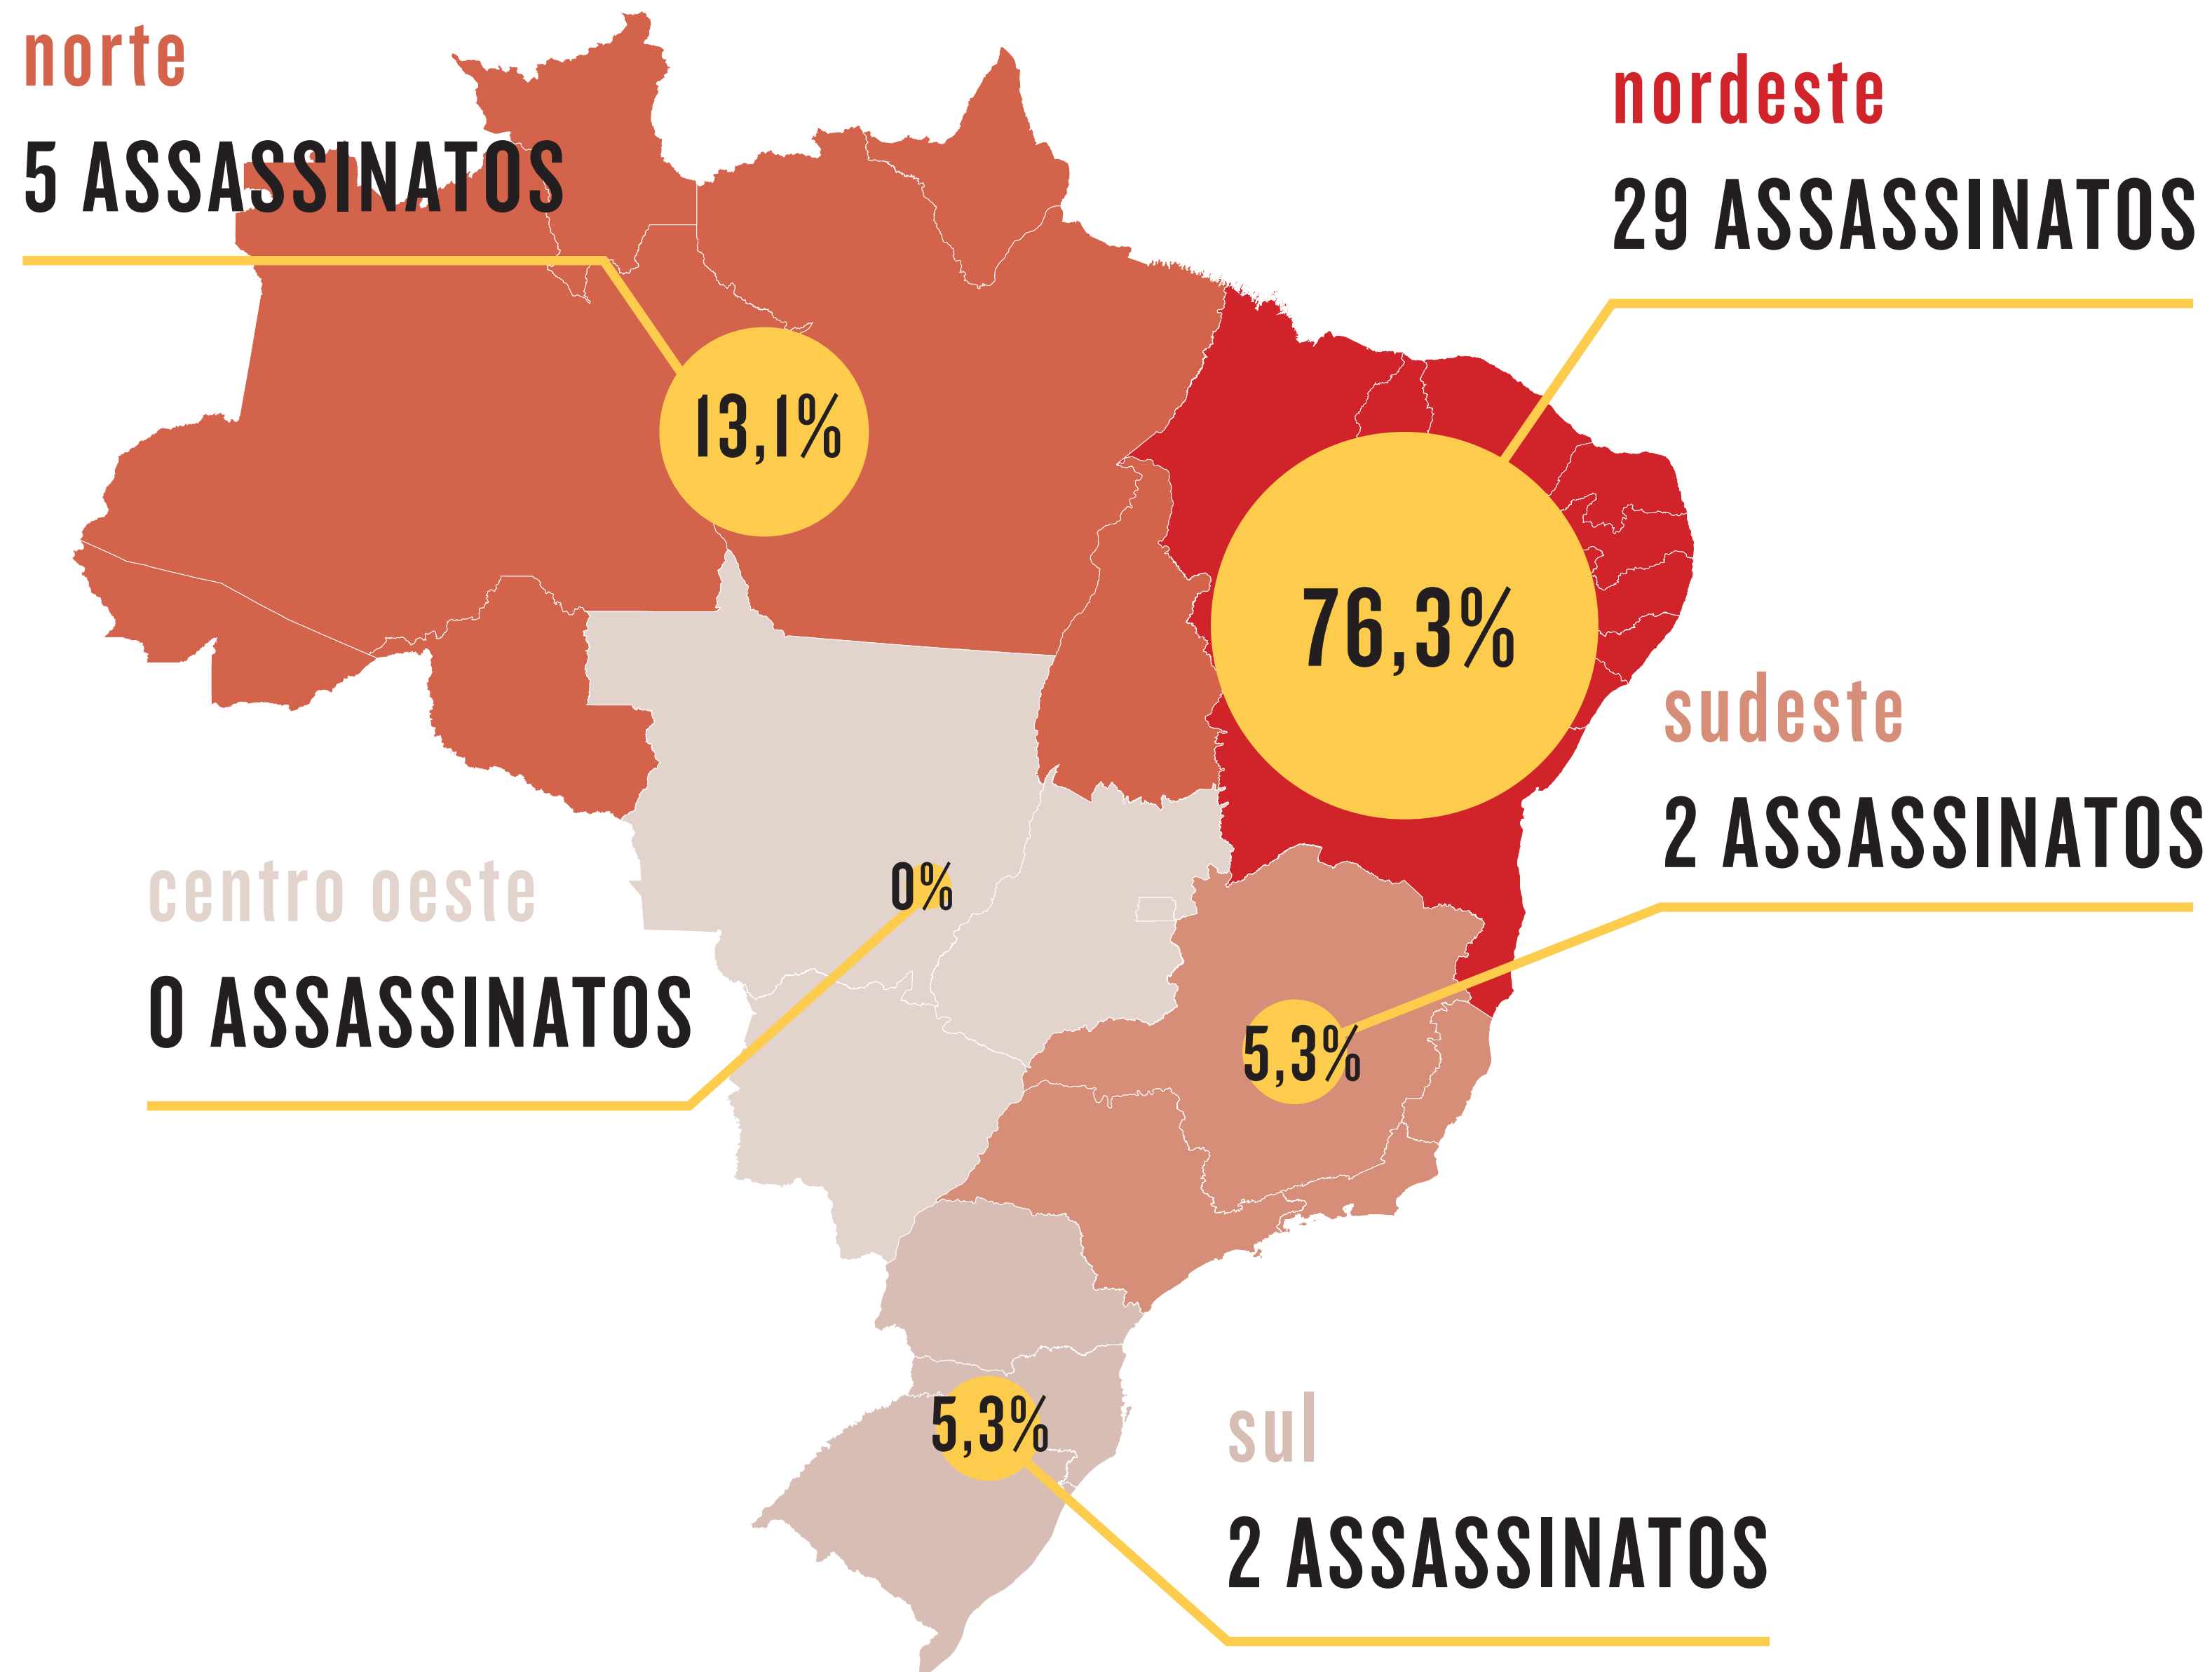 norte
5 ASSASSINATOS
13,1%
nordeste
29 ASSASSINATOS
76,3%
sudeste
2 ASSASSINATOS
5,3%
centro oeste
0 ASSASSINATOS
0%
sul
2 ASSASSINATOS
5,3%